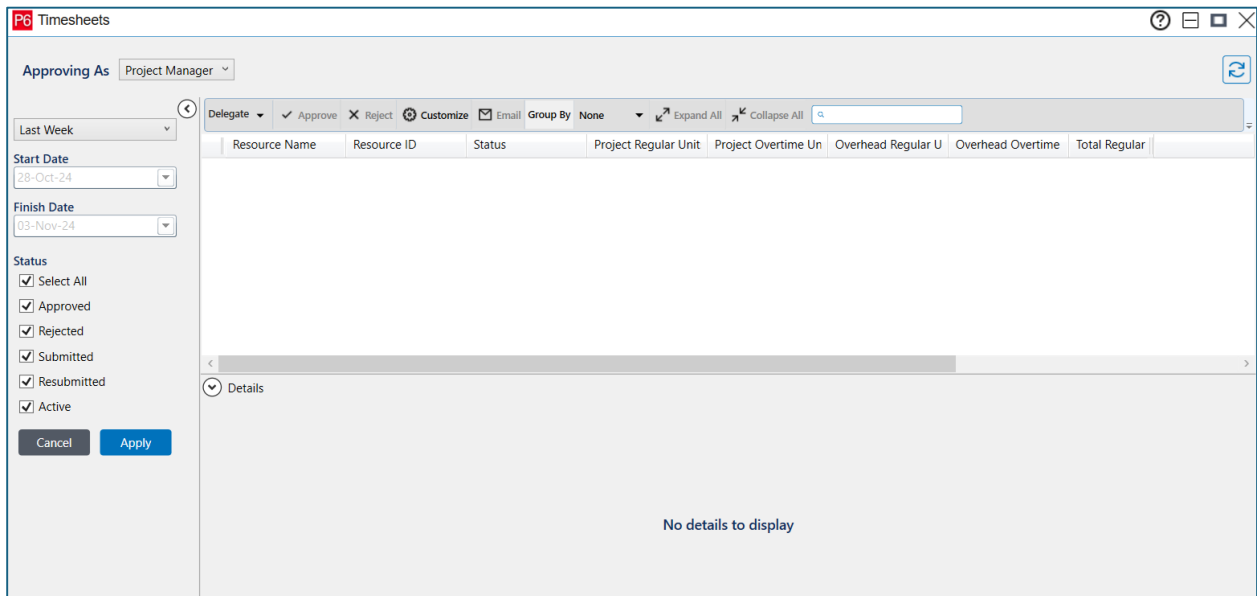 P6 Timesheets
Approving As Project Manager
Last Week
Start Date
28-Oct-24
Finish Date
03-Nov-24
Status
Select All
Approved
Rejected
Submitted
Resubmitted
Active
Cancel Apply
Delegate Approve Reject Customize Email Group By None Expand All Collapse All
Resource Name Resource ID Status Project Regular Unit Project Overtime Un Overhead Regular U Overhead Overtime Total Regular
Details
No details to display